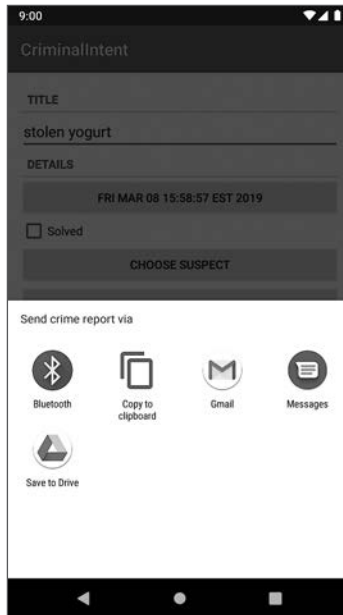 9:00
CriminalIntent
TITLE
stolen yogurt
DETAILS
FRI MAR 08 15:58:57 EST 2019
Solved
CHOOSE SUSPECT
Send crime report via
Bluetooth
Copy to
clipboard
Gmail
Messages
Save to Drive